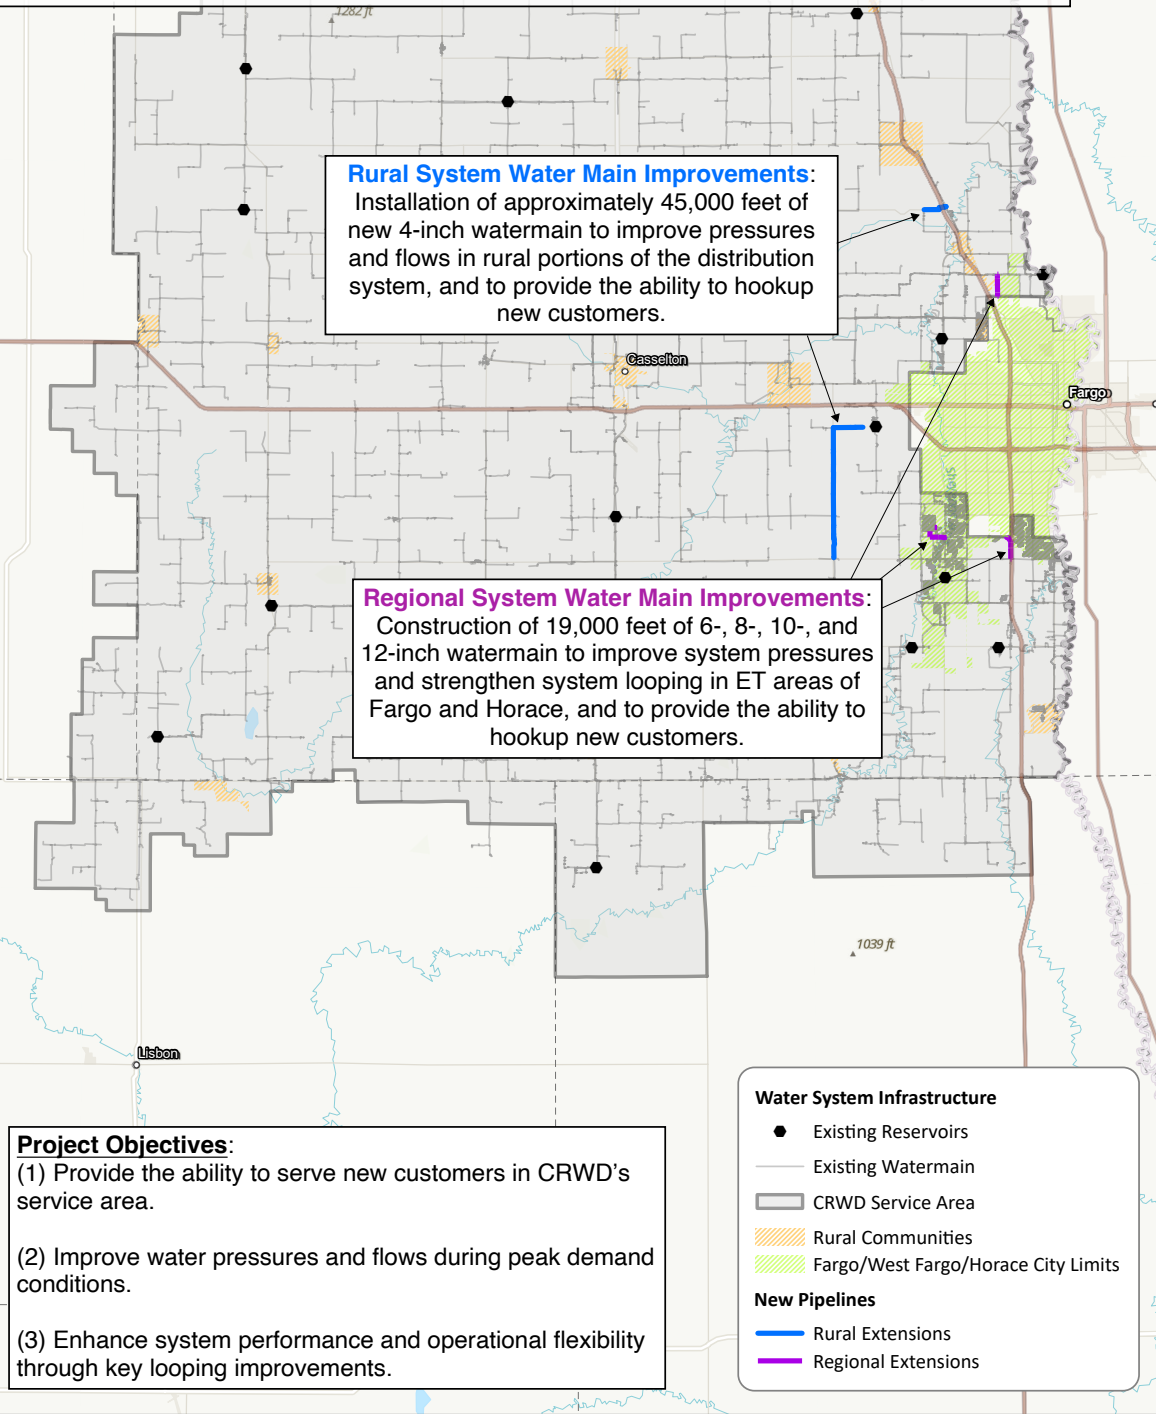 1282 ft
Rural System Water Main Improvements:
Installation of approximately 45,000 feet of
new 4-inch watermain to improve pressures
and flows in rural portions of the distribution
system, and to provide the ability to hookup
new customers.
Casselton
Fargo
Regional System Water Main Improvements:
Construction of 19,000 feet of 6-, 8-, 10-, and
12-inch watermain to improve system pressures
and strengthen system looping in ET areas of
Fargo and Horace, and to provide the ability to
hookup new customers.
1039 ft
Lisbon
Project Objectives:
(1) Provide the ability to serve new customers in CRWD's
service area.
(2) Improve water pressures and flows during peak demand
conditions.
(3) Enhance system performance and operational flexibility
through key looping improvements.
Water System Infrastructure
Existing Reservoirs
Existing Watermain
CRWD Service Area
Rural Communities
Fargo/West Fargo/Horace City Limits
New Pipelines
Rural Extensions
Regional Extensions